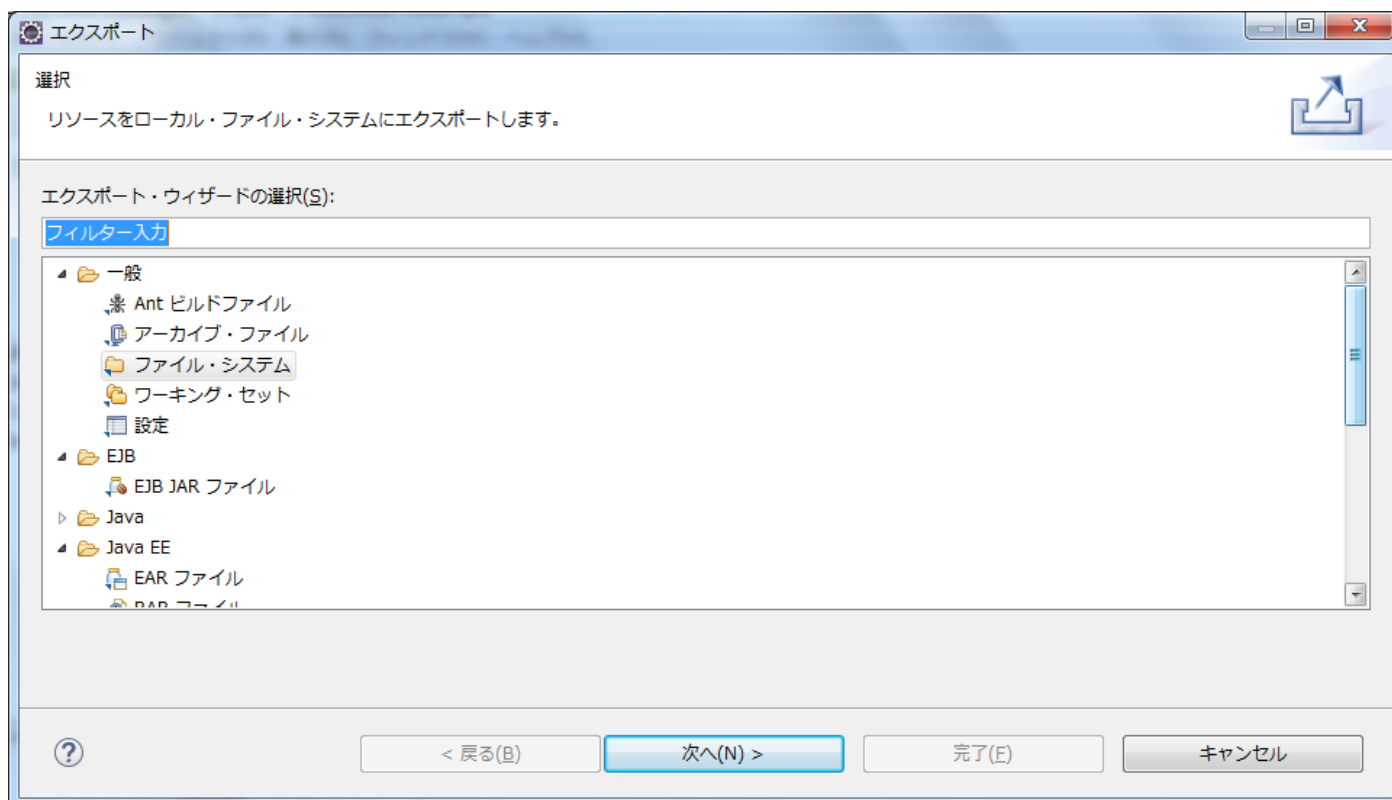 エクスポート
選択
リソースをローカル・ファイル・システムにエクスポートします。
エクスポート・ウィザードの選択(S):
フィルター入力
一般
Ant ビルドファイル
アーカイブ・ファイル
ファイル・システム
ワーキング・セット
設定
EJB
EJB JAR ファイル
Java
Java EE
EAR ファイル
RAR ファイル
< 戻る(B) 次へ(N) > 完了(F) キャンセル